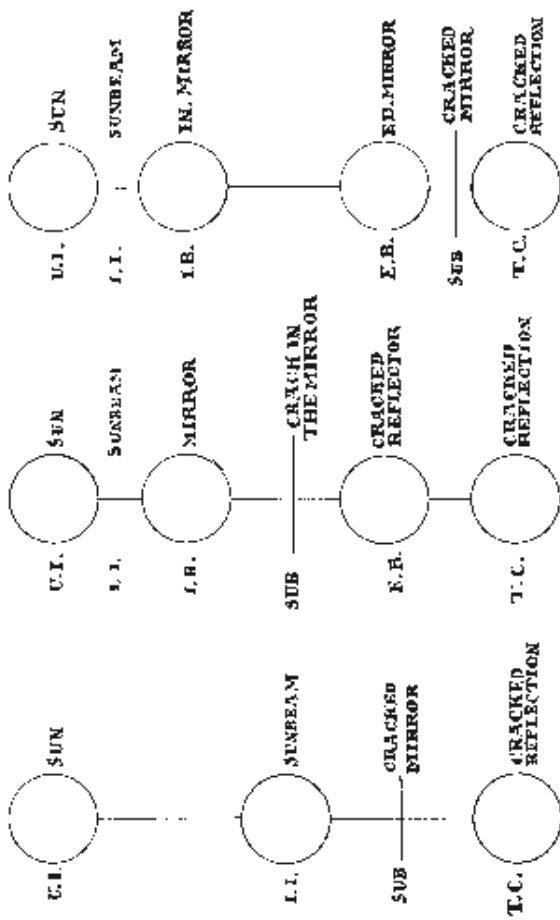 U.I. SUN
I.I. SUNBEAM
SUB CRACKED
MIRROR
T.C. CRACKED
REFLECTION
U.I. SUN
I.I. SUNBEAM
I.B. MIRROR
SUB CRACK IN
THE MIRROR
E.B. CRACKED
REFLECTOR
T.C. CRACKED
REFLECTION
U.I. SUN
I.I. SUNBEAM
I.B. IN. MIRROR
E.B. ED. MIRROR
SUB CRACKED
MIRROR
T.C. CRACKED
REFLECTION